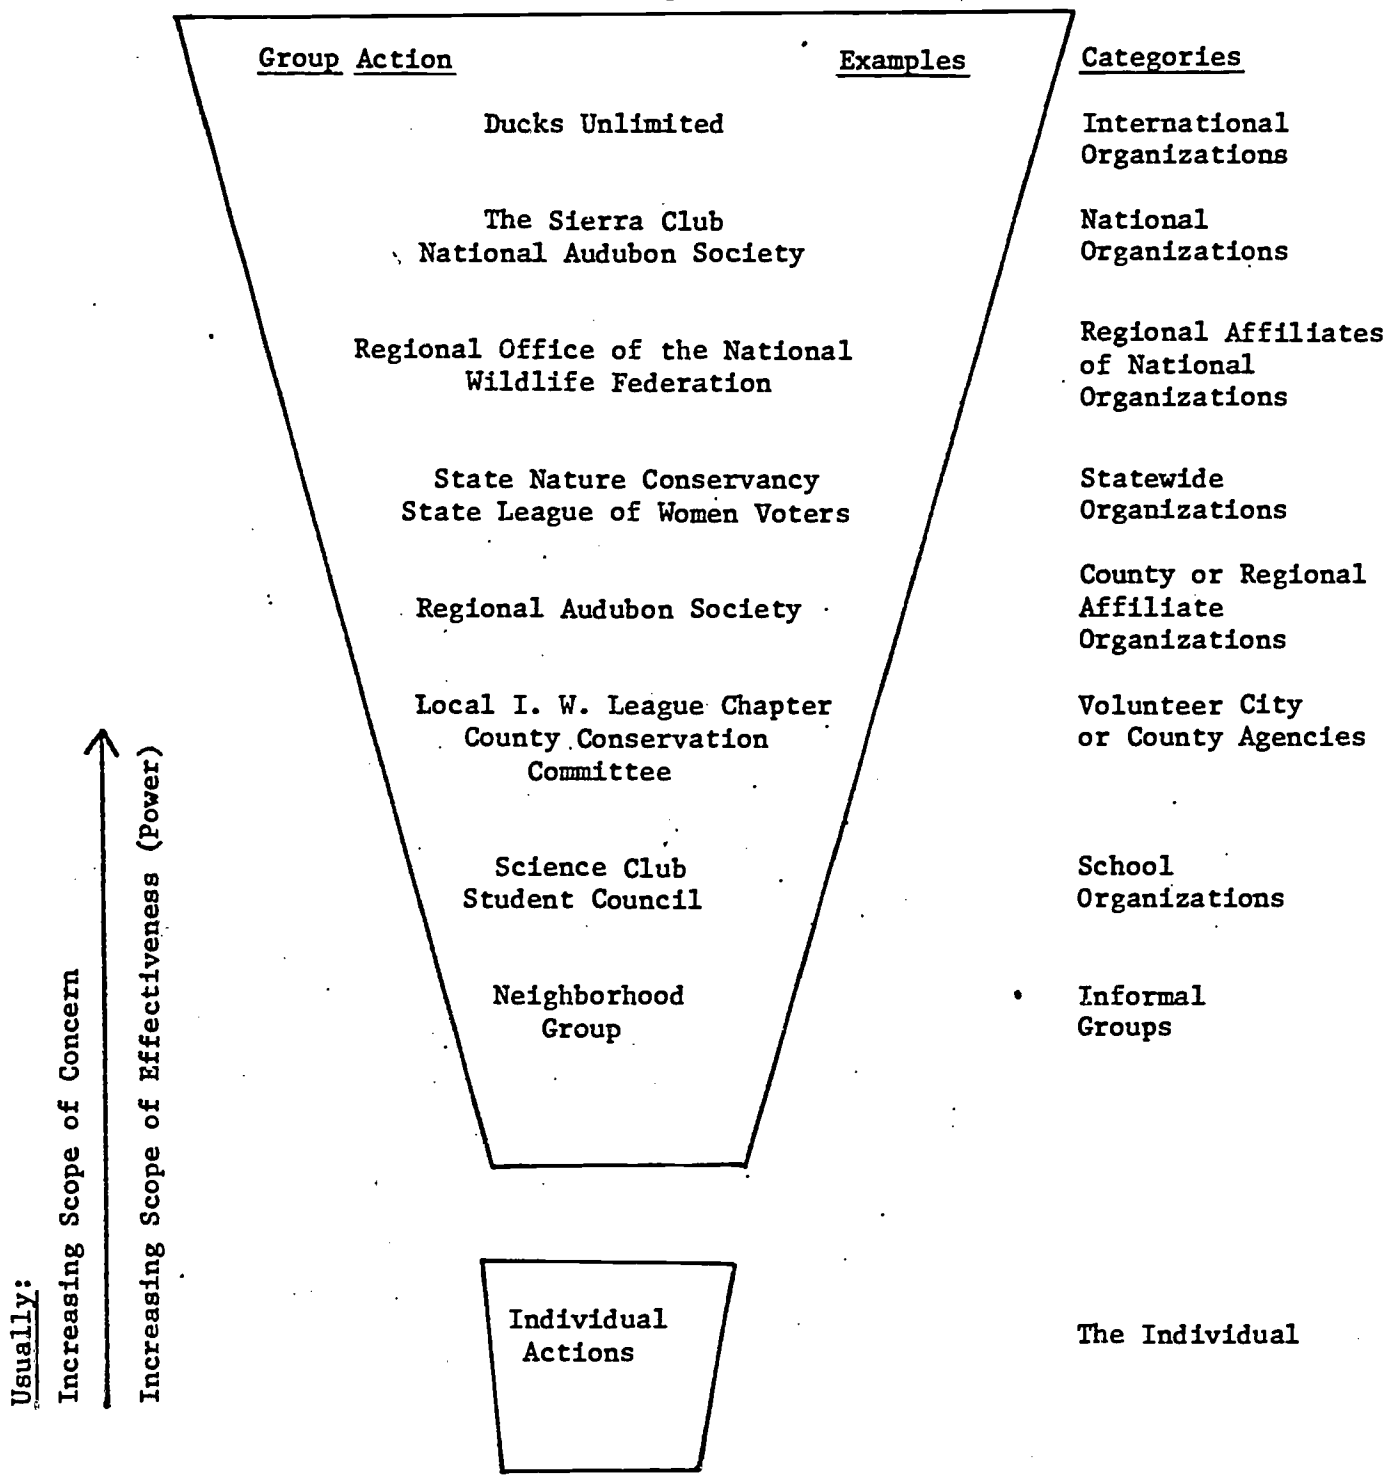 Group Action Examples Categories
Ducks Unlimited
International
Organizations
The Sierra Club
National Audubon Society
National
Organizations
Regional Office of the National
Wildlife Federation
Regional Affiliates
of National
Organizations
State Nature Conservancy
State League of Women Voters
Statewide
Organizations
Regional Audubon Society
County or Regional
Affiliate
Organizations
Local I. W. League Chapter
County Conservation
Committee
Volunteer City
or County Agencies
Science Club
Student Council
School
Organizations
Neighborhood
Group
Informal
Groups
Individual
Actions
The Individual
Usually:
Increasing Scope of Concern
Increasing Scope of Effectiveness (Power)